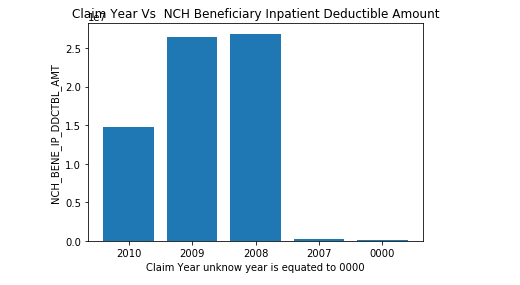 Claim Year Vs  NCH Beneficiary Inpatient Deductible Amount
1e7
2.5
2.0
1.5
1.0
0.5
0.0
NCH_BENE_IP_DDCTBL_AMT
2010 2009 2008 2007 0000
Claim Year unknow year is equated to 0000